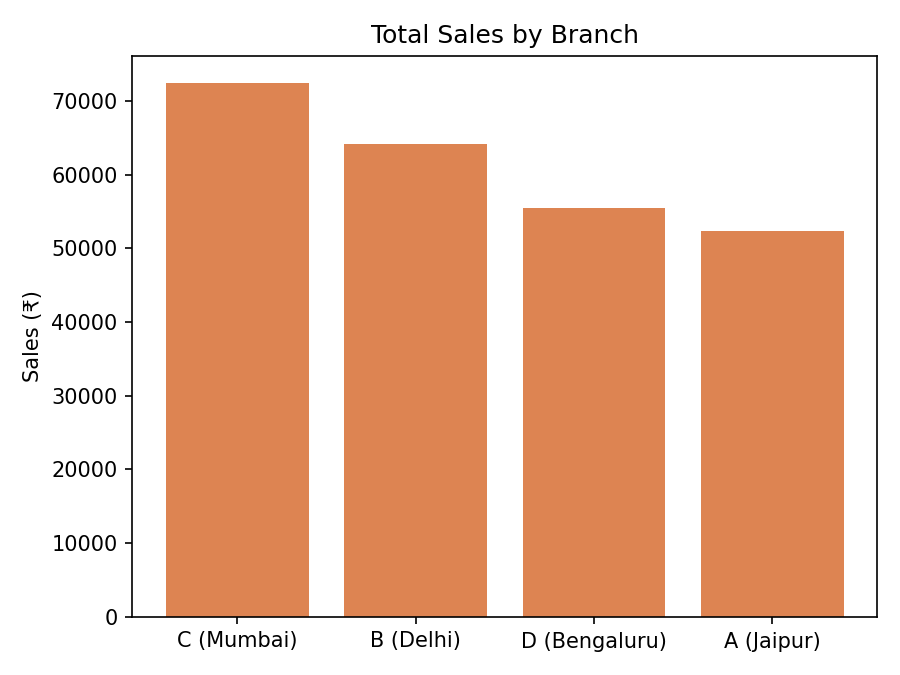 Total Sales by Branch
Sales (₹)
70000
60000
50000
40000
30000
20000
10000
0
C (Mumbai)
B (Delhi)
D (Bengaluru)
A (Jaipur)